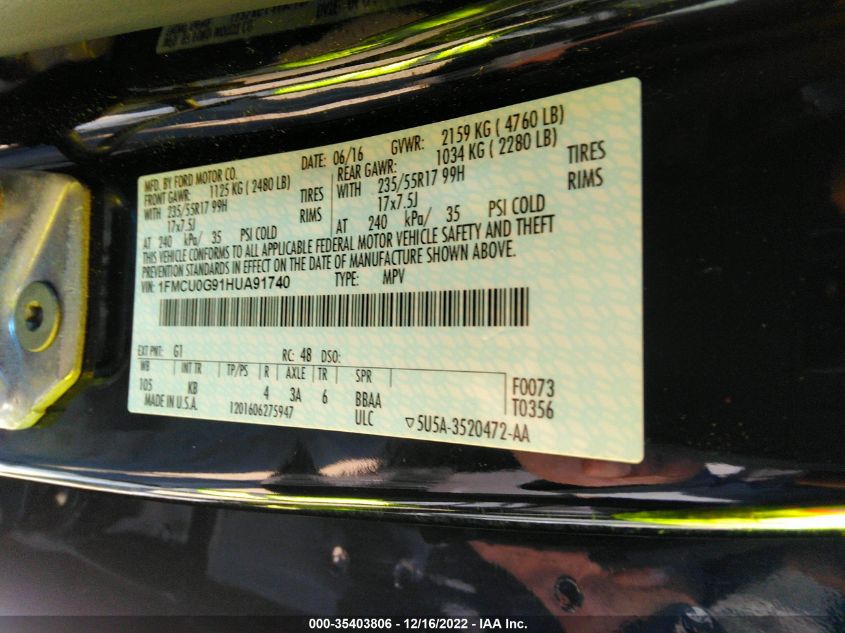 MFD. BY FORD MOTOR CO. DATE: 06/16 GVWR: 2159 KG ( 4760 LB)
FRONT GAWR: 1125 KG ( 2480 LB) REAR GAWR: 1034 KG ( 2280 LB)
WITH 235/55R17 99H TIRES WITH 235/55R17 99H TIRES
17x7.5J RIMS 17x7.5J RIMS
AT 240 kPa/ 35 PSI COLD AT 240 kPa/ 35 PSI COLD
THIS VEHICLE CONFORMS TO ALL APPLICABLE FEDERAL MOTOR VEHICLE SAFETY AND THEFT
PREVENTION STANDARDS IN EFFECT ON THE DATE OF MANUFACTURE SHOWN ABOVE.
VIN: 1FMCU0G91HUA91740 TYPE: MPV
EXT PNT: G1 RC: 48 DSO:
WB INT TR TP/PS R AXLE TR SPR
105 KB 4 3A 6 BBAA F0073
MADE IN U.S.A. 1201606275947 ULC T0356
▽5U5A-3520472-AA
000-35403806 - 12/16/2022 - IAA Inc.